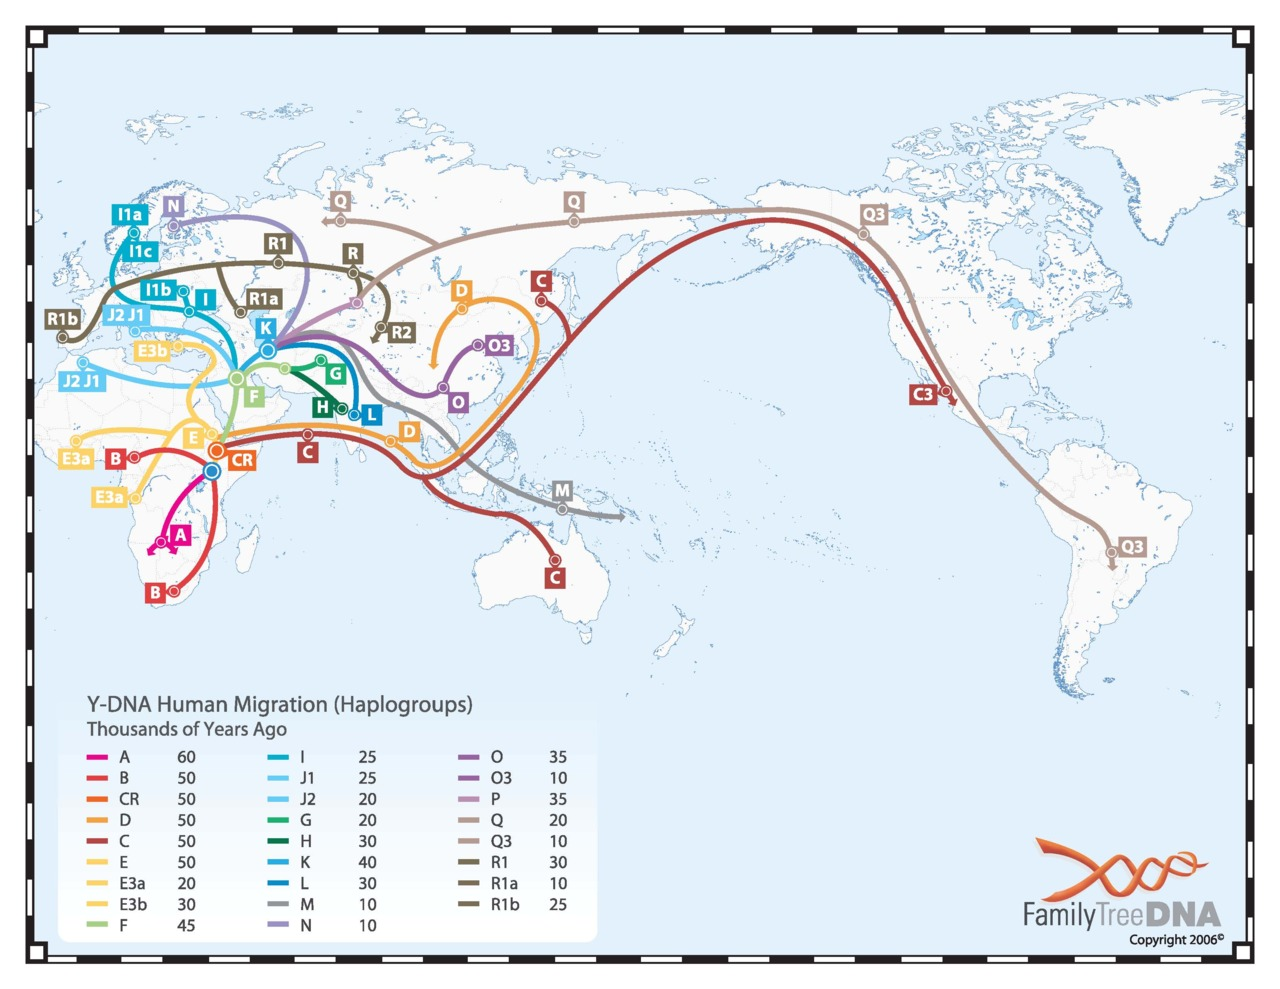 Q
Q
I1a
N
Q3
I1c
R1
R
I1b
I
R1a
D
C
R1b
J2 J1
K
R2
E3b
O3
J2 J1
G
F
H
L
O
C3
E
D
E3a
B
CR
C
E3a
M
A
Q3
B
C
Y-DNA Human Migration (Haplogroups)
Thousands of Years Ago
A 60 I 25 O 35
B 50 J1 25 O3 10
CR 50 J2 20 P 35
D 50 G 20 Q 20
C 50 H 30 Q3 10
E 50 K 40 R1 30
E3a 20 L 30 R1a 10
E3b 30 M 10 R1b 25
F 45 N 10
FamilyTreeDNA
Copyright 2006©